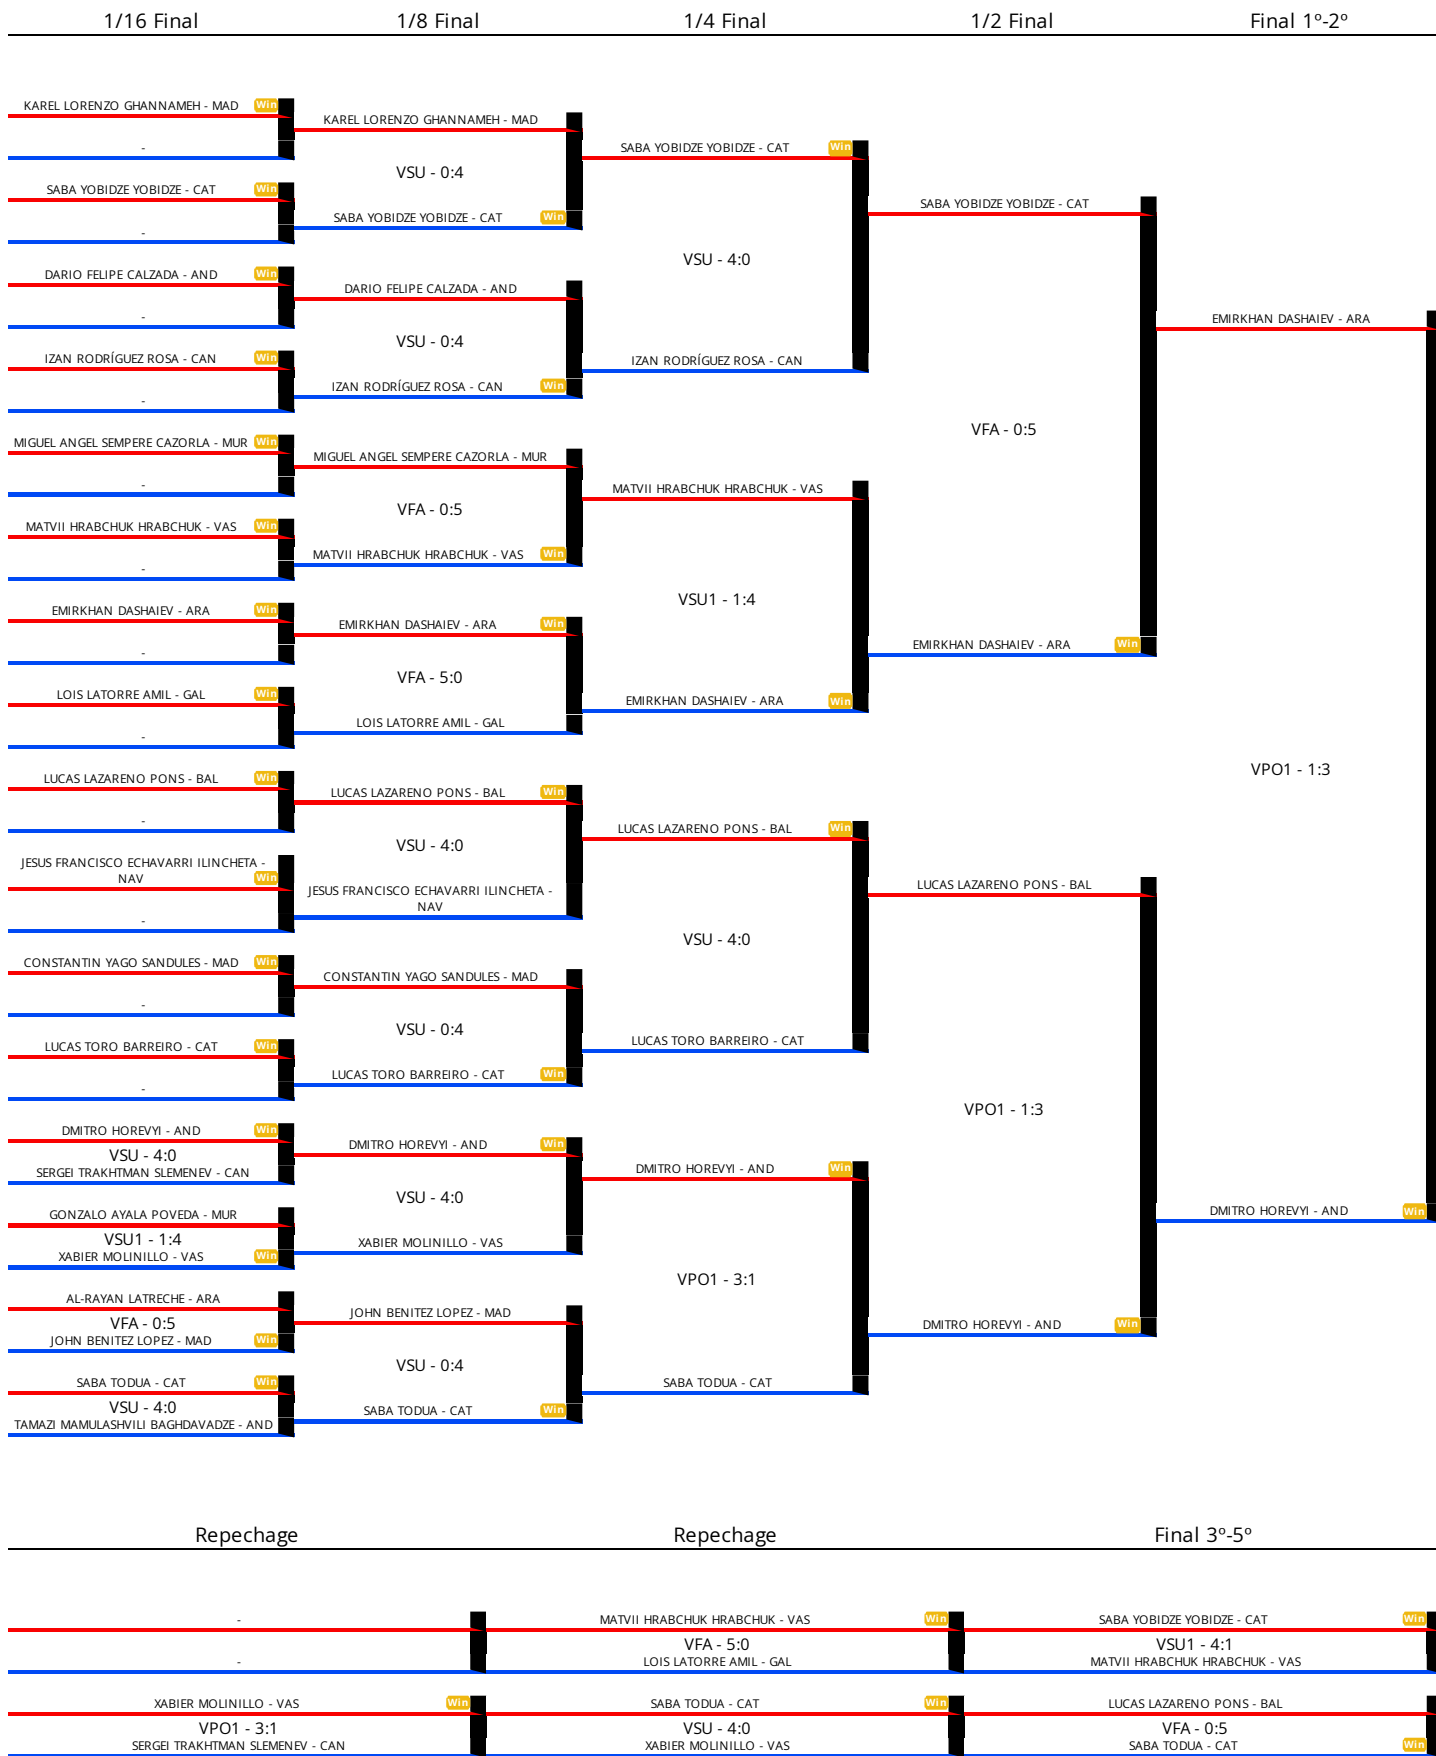 1/16 Final
1/8 Final
1/4 Final
1/2 Final
Final 1º-2º
KAREL LORENZO GHANNAMEH - MAD
Win
-
SABA YOBIDZE YOBIDZE - CAT
Win
-
DARIO FELIPE CALZADA - AND
Win
-
IZAN RODRÍGUEZ ROSA - CAN
Win
-
MIGUEL ANGEL SEMPERE CAZORLA - MUR
Win
-
MATVII HRABCHUK HRABCHUK - VAS
Win
-
EMIRKHAN DASHAIEV - ARA
Win
-
LOIS LATORRE AMIL - GAL
Win
-
LUCAS LAZARENO PONS - BAL
Win
-
JESUS FRANCISCO ECHAVARRI ILINCHETA -
NAV
Win
-
CONSTANTIN YAGO SANDULES - MAD
Win
-
LUCAS TORO BARREIRO - CAT
Win
-
DMITRO HOREVYI - AND
Win
VSU - 4:0
SERGEI TRAKHTMAN SLEMENEV - CAN
GONZALO AYALA POVEDA - MUR
VSU1 - 1:4
XABIER MOLINILLO - VAS
Win
AL-RAYAN LATRECHE - ARA
VFA - 0:5
JOHN BENITEZ LOPEZ - MAD
Win
SABA TODUA - CAT
Win
VSU - 4:0
TAMAZI MAMULASHVILI BAGHDAVADZE - AND
KAREL LORENZO GHANNAMEH - MAD
VSU - 0:4
SABA YOBIDZE YOBIDZE - CAT
Win
DARIO FELIPE CALZADA - AND
VSU - 0:4
IZAN RODRÍGUEZ ROSA - CAN
Win
MIGUEL ANGEL SEMPERE CAZORLA - MUR
VFA - 0:5
MATVII HRABCHUK HRABCHUK - VAS
Win
EMIRKHAN DASHAIEV - ARA
Win
VFA - 5:0
LOIS LATORRE AMIL - GAL
LUCAS LAZARENO PONS - BAL
Win
VSU - 4:0
JESUS FRANCISCO ECHAVARRI ILINCHETA -
NAV
CONSTANTIN YAGO SANDULES - MAD
VSU - 0:4
LUCAS TORO BARREIRO - CAT
Win
DMITRO HOREVYI - AND
Win
VSU - 4:0
XABIER MOLINILLO - VAS
JOHN BENITEZ LOPEZ - MAD
VSU - 0:4
SABA TODUA - CAT
Win
SABA YOBIDZE YOBIDZE - CAT
Win
VSU - 4:0
IZAN RODRÍGUEZ ROSA - CAN
MATVII HRABCHUK HRABCHUK - VAS
VSU1 - 1:4
EMIRKHAN DASHAIEV - ARA
Win
LUCAS LAZARENO PONS - BAL
Win
VSU - 4:0
LUCAS TORO BARREIRO - CAT
DMITRO HOREVYI - AND
Win
VPO1 - 3:1
SABA TODUA - CAT
SABA YOBIDZE YOBIDZE - CAT
VFA - 0:5
EMIRKHAN DASHAIEV - ARA
Win
LUCAS LAZARENO PONS - BAL
VPO1 - 1:3
DMITRO HOREVYI - AND
Win
EMIRKHAN DASHAIEV - ARA
VPO1 - 1:3
DMITRO HOREVYI - AND
Win
Repechage
Repechage
Final 3º-5º
-
-
XABIER MOLINILLO - VAS
Win
VPO1 - 3:1
SERGEI TRAKHTMAN SLEMENEV - CAN
MATVII HRABCHUK HRABCHUK - VAS
Win
VFA - 5:0
LOIS LATORRE AMIL - GAL
SABA TODUA - CAT
Win
VSU - 4:0
XABIER MOLINILLO - VAS
SABA YOBIDZE YOBIDZE - CAT
Win
VSU1 - 4:1
MATVII HRABCHUK HRABCHUK - VAS
LUCAS LAZARENO PONS - BAL
VFA - 0:5
SABA TODUA - CAT
Win